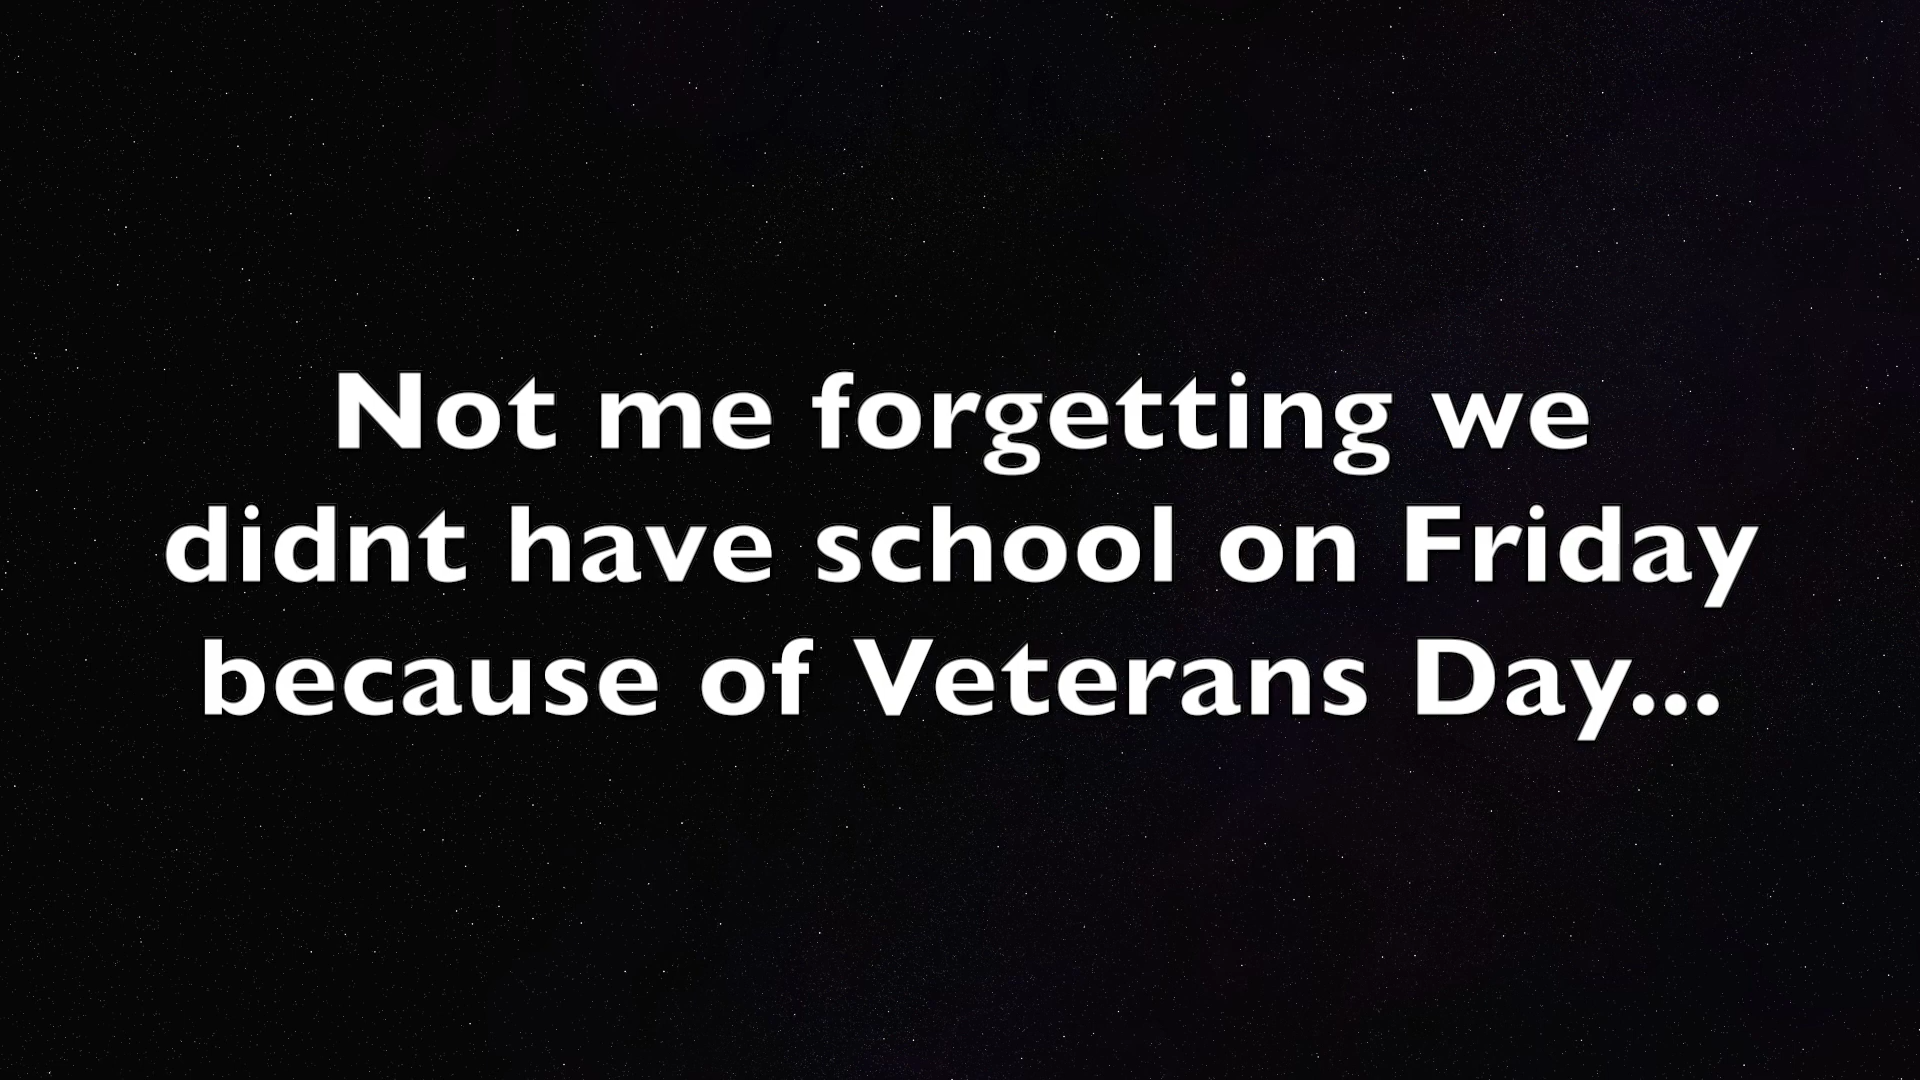 Not me forgetting we
didnt have school on Friday
because of Veterans Day...